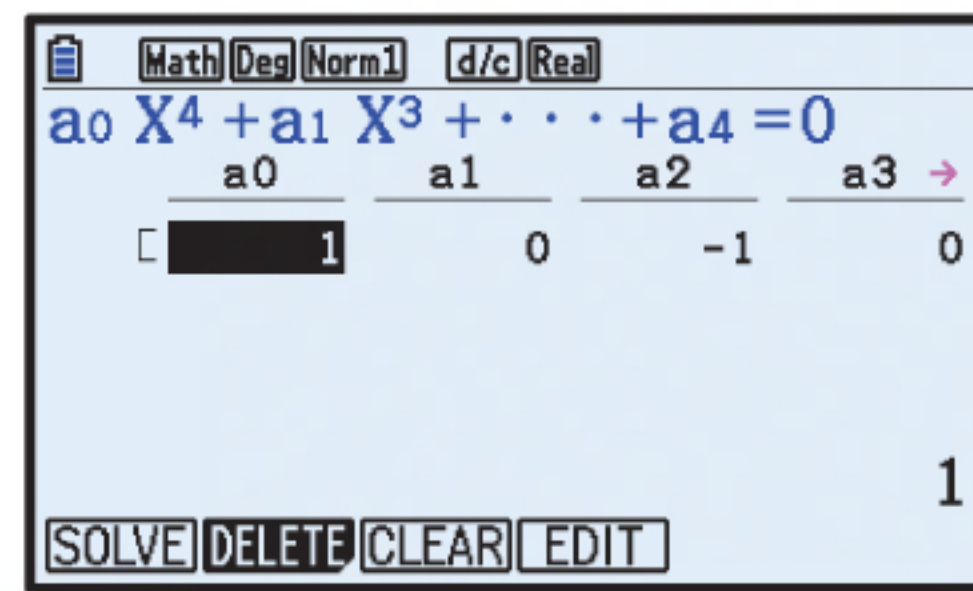 Math Deg Norm1 d/c Real
a0 X4 +a1 X3 +···+a4 =0
a0 a1 a2 a3 →
[ 1 0 -1 0
1
SOLVE DELETE CLEAR EDIT